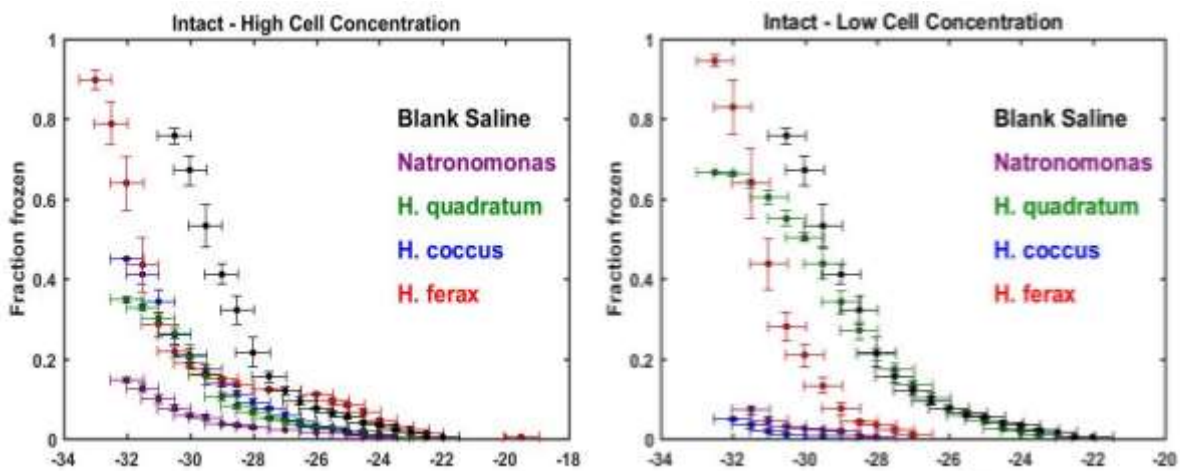 Intact - High Cell Concentration
Fraction frozen
1
0.8
0.6
0.4
0.2
0
Blank Saline
Natronomonas
H. quadratum
H. coccus
H. ferax
-34 -32 -30 -28 -26 -24 -22 -20 -18
Intact - Low Cell Concentration
Fraction frozen
1
0.8
0.6
0.4
0.2
0
Blank Saline
Natronomonas
H. quadratum
H. coccus
H. ferax
-34 -32 -30 -28 -26 -24 -22 -20